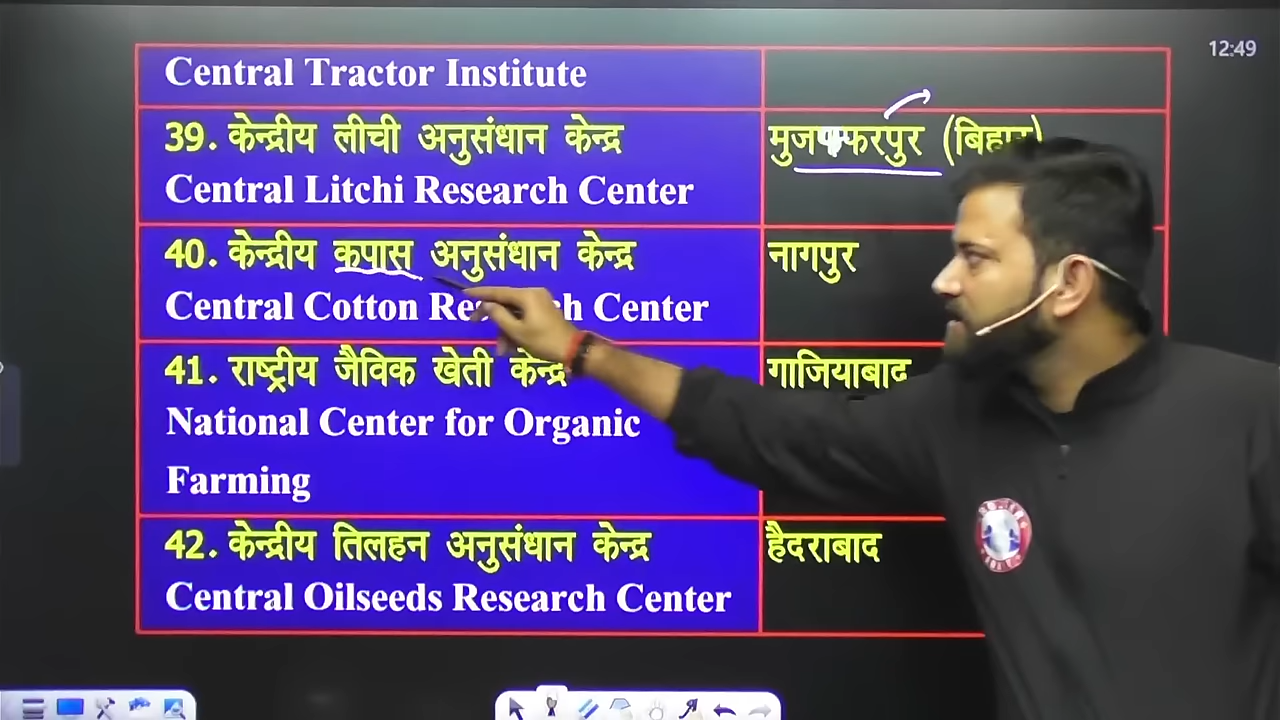 12:49
Central Tractor Institute
39. केन्द्रीय लीची अनुसंधान केन्द्र मुजफ्फरपुर (बिहार)
Central Litchi Research Center
40. केन्द्रीय कपास अनुसंधान केन्द्र नागपुर
Central Cotton Research Center
41. राष्ट्रीय जैविक खेती केन्द्र गाजियाबाद
National Center for Organic
Farming
42. केन्द्रीय तिलहन अनुसंधान केन्द्र हैदराबाद
Central Oilseeds Research Center